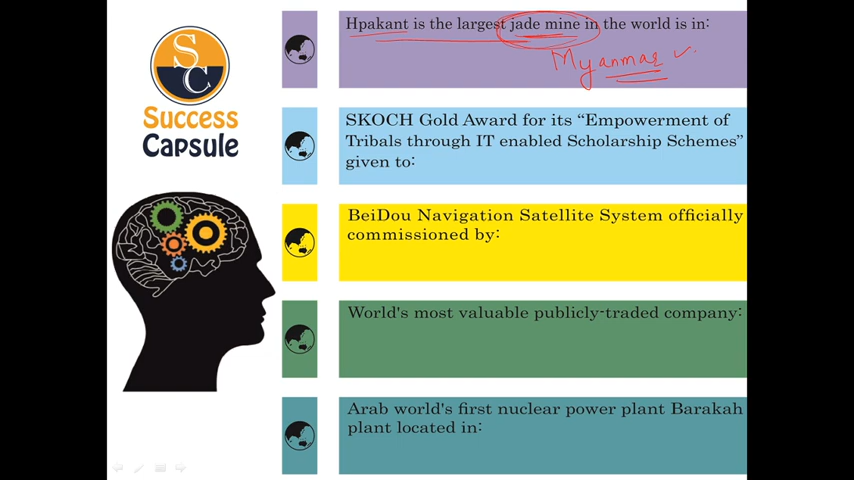 SC
Success
Capsule
Hpakant is the largest jade mine in the world is in:
Myanmar
SKOCH Gold Award for its “Empowerment of
Tribals through IT enabled Scholarship Schemes”
given to:
BeiDou Navigation Satellite System officially
commissioned by:
World's most valuable publicly-traded company:
Arab world's first nuclear power plant Barakah
plant located in: